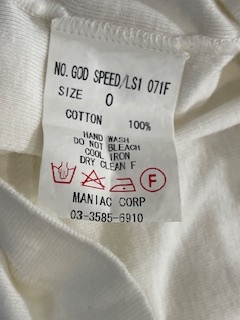 NO. GOD SPEED/LS1 071F
SIZE 0
COTTON 100%
HAND WASH
DO NOT BLEACH
COOL IRON
DRY CLEAN F
F
MANIAC CORP
03-3585-6910